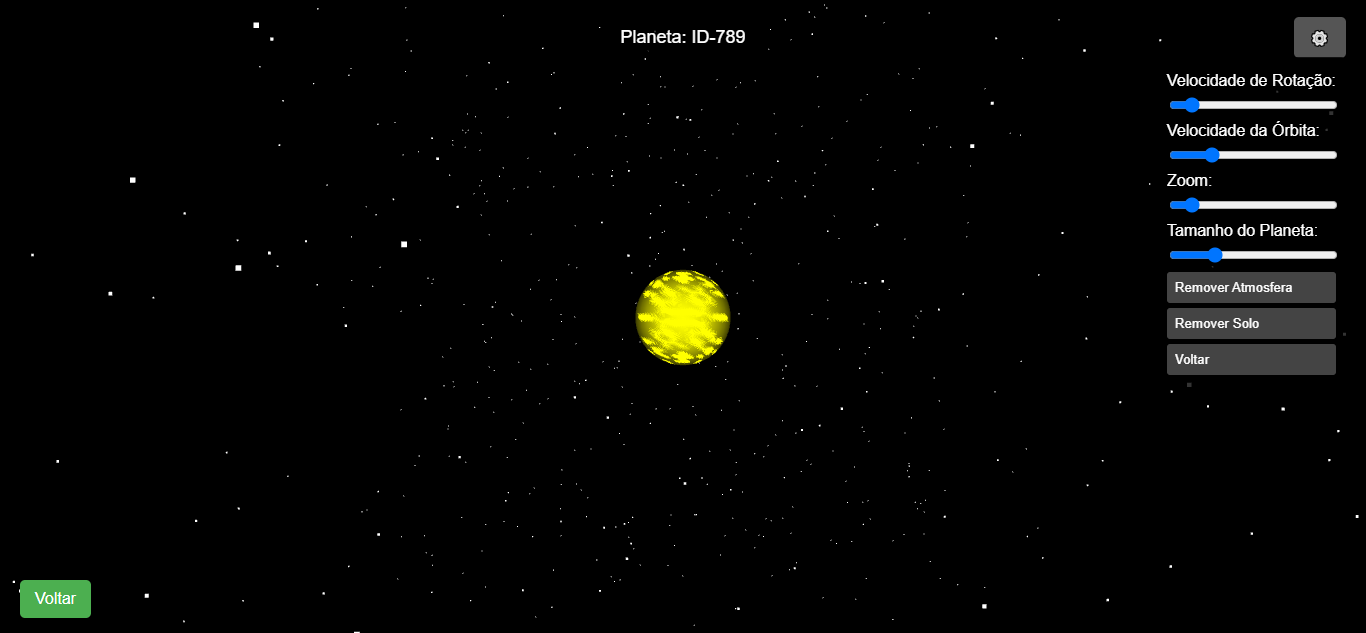 Planeta: ID-789
Velocidade de Rotação:
Velocidade da Órbita:
Zoom:
Tamanho do Planeta:
Remover Atmosfera
Remover Solo
Voltar
Voltar